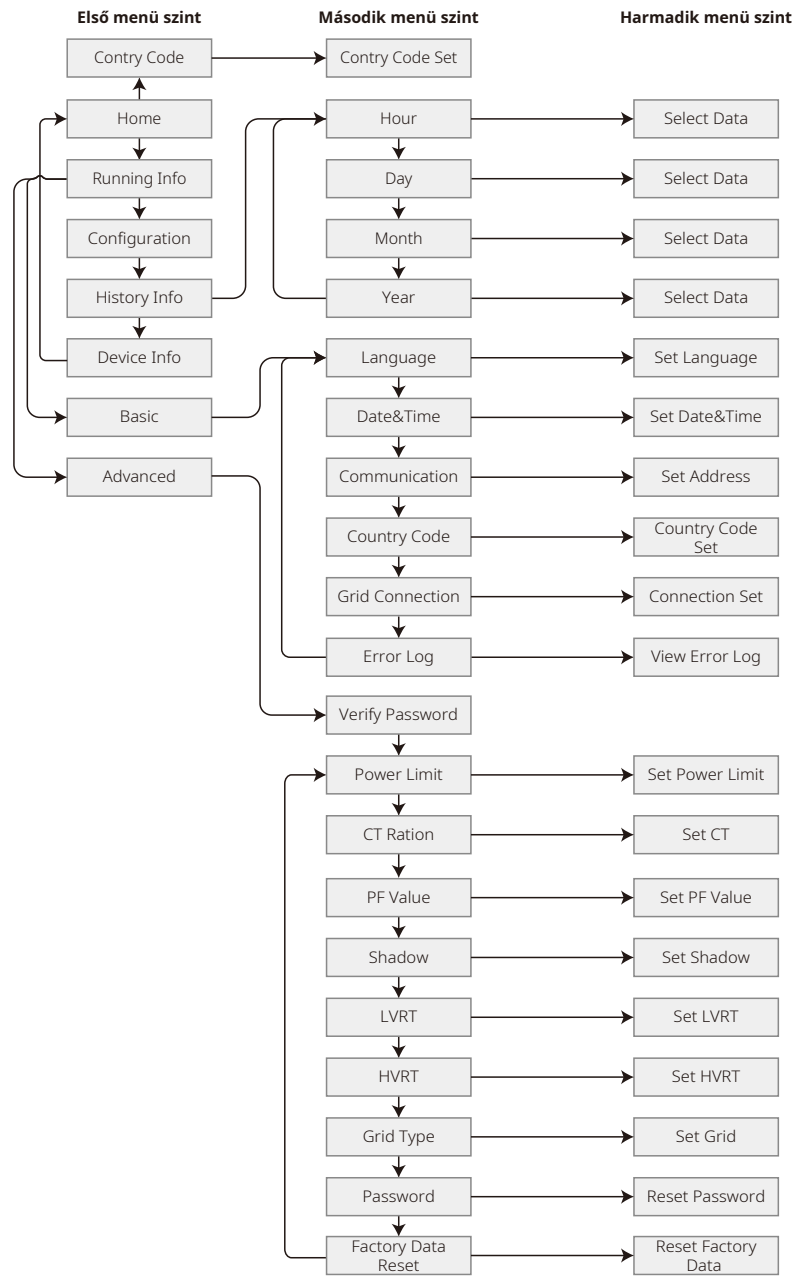 Első menü szint
Második menü szint
Harmadik menü szint
Contry Code
Contry Code Set
Home
Hour
Select Data
Running Info
Day
Select Data
Configuration
Month
Select Data
History Info
Year
Select Data
Device Info
Language
Set Language
Basic
Date&Time
Set Date&Time
Advanced
Communication
Set Address
Country Code
Country Code
Set
Grid Connection
Connection Set
Error Log
View Error Log
Verify Password
Power Limit
Set Power Limit
CT Ration
Set CT
PF Value
Set PF Value
Shadow
Set Shadow
LVRT
Set LVRT
HVRT
Set HVRT
Grid Type
Set Grid
Password
Reset Password
Factory Data
Reset
Reset Factory
Data